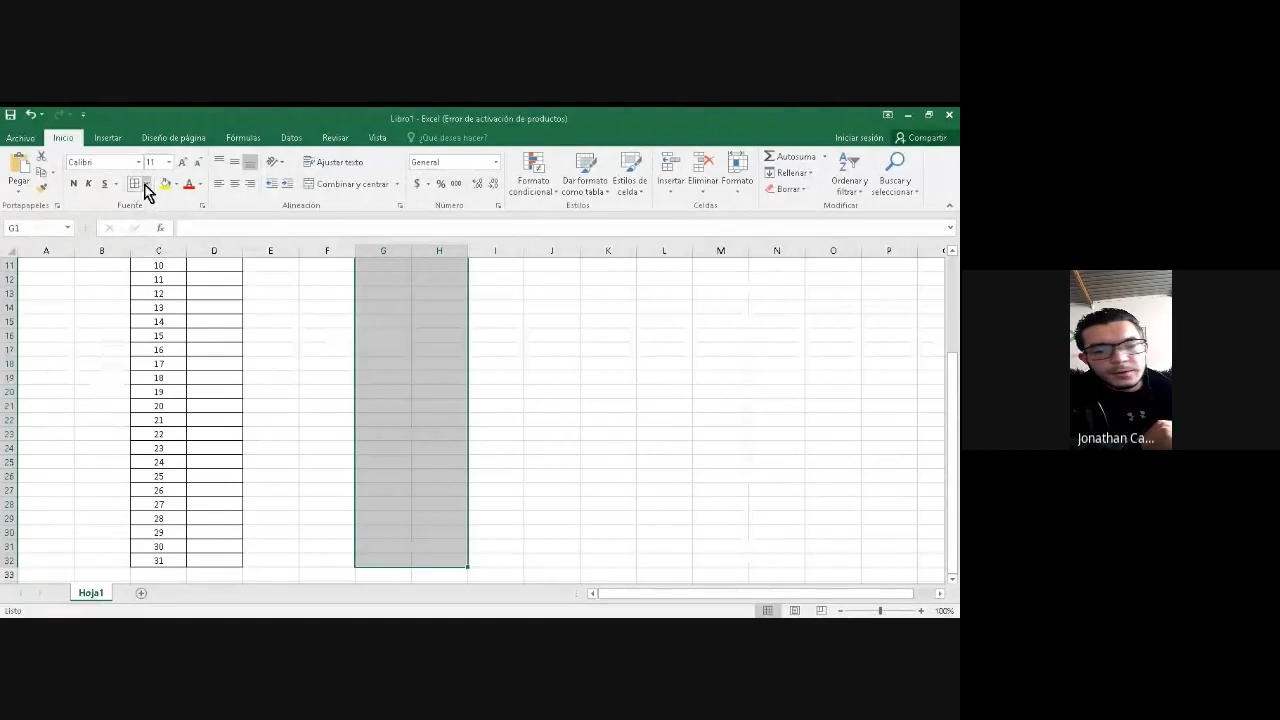 Libro1 - Excel (Error de activación de productos)
Archivo Inicio Insertar Diseño de página Fórmulas Datos Revisar Vista ¿Qué desea hacer? Iniciar sesión Compartir
Pegar
Calibri 11
N K S
Ajustar texto
Combinar y centrar
General
$ % 000
Formato condicional
Dar formato como tabla
Estilos de celda
Insertar Eliminar Formato
Autosuma
Rellenar
Borrar
Ordenar y filtrar
Buscar y seleccionar
Portapapeles Fuente Alineación Número Estilos Celdas Modificar
G1 fx
A B C D E F G H I J K L M N O P
11 10
12 11
13 12
14 13
15 14
16 15
17 16
18 17
19 18
20 19
21 20
22 21
23 22
24 23
25 24
26 25
27 26
28 27
29 28
30 29
31 30
32 31
33
Hoja1
Listo 100%
Jonathan Ca...